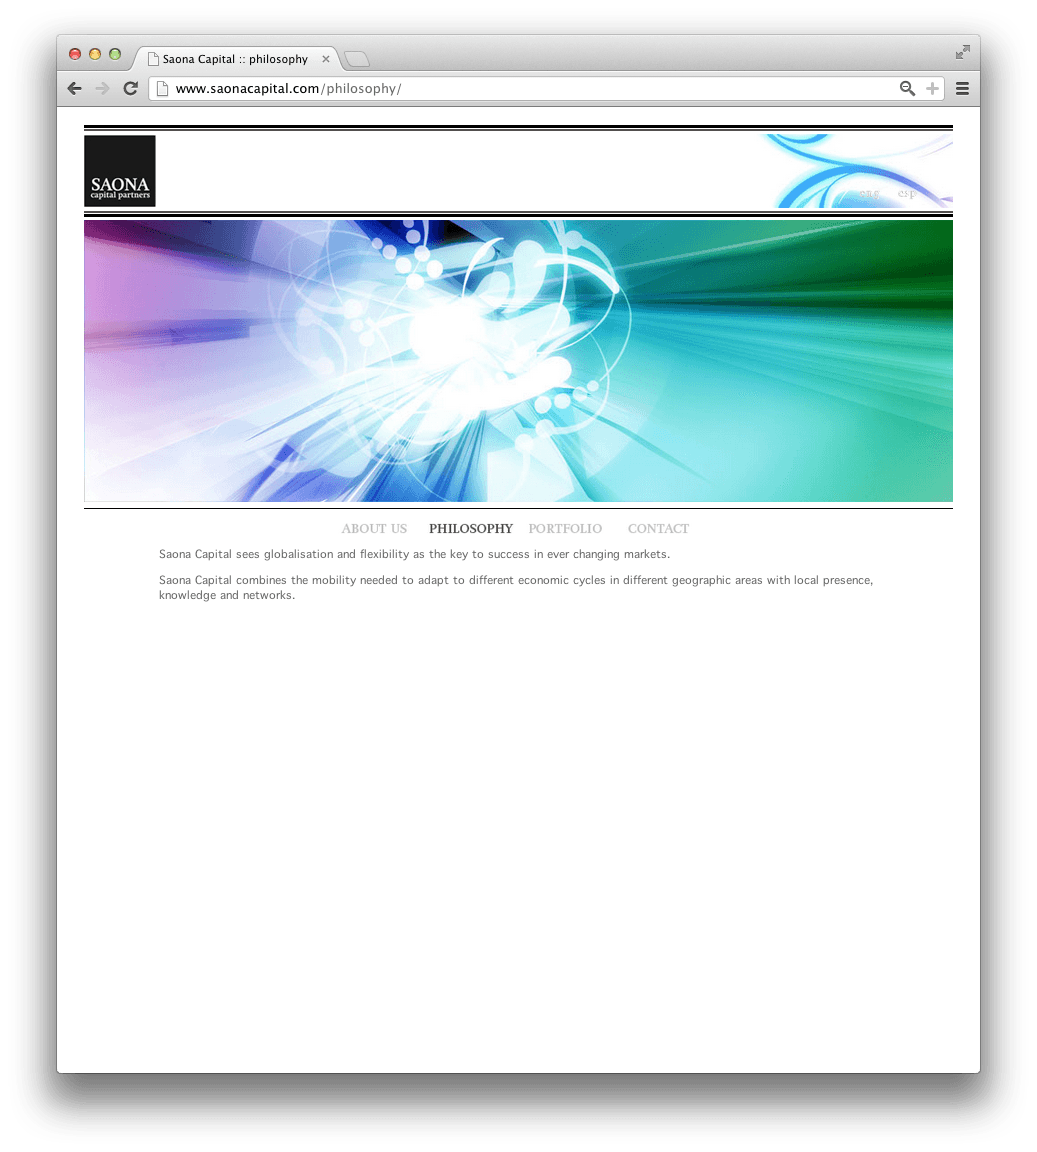 Saona Capital :: philosophy
www.saonacapital.com/philosophy/
SAONA
capital partners
esp
ABOUT US PHILOSOPHY PORTFOLIO CONTACT
Saona Capital sees globalisation and flexibility as the key to success in ever changing markets.
Saona Capital combines the mobility needed to adapt to different economic cycles in different geographic areas with local presence,
knowledge and networks.